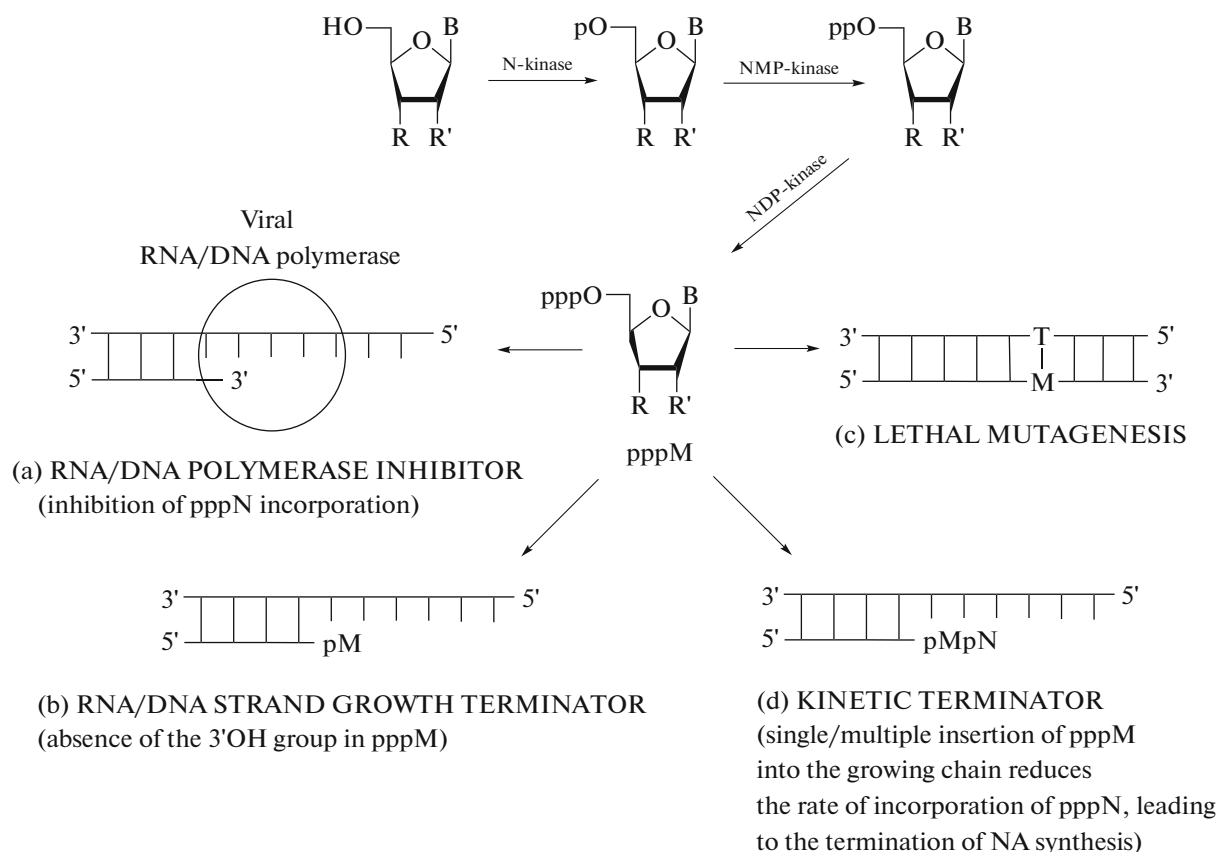 HO
O
B
R
R'
N-kinase
pO
O
B
R
R'
NMP-kinase
ppO
O
B
R
R'
NDP-kinase
Viral
RNA/DNA polymerase
3'
5'
5'
3'
pppO
O
B
R
R'
pppM
3'
T
5'
5'
M
3'
(a) RNA/DNA POLYMERASE INHIBITOR
(inhibition of pppN incorporation)
(c) LETHAL MUTAGENESIS
3'
5'
5'
pM
3'
5'
5'
pMpN
(b) RNA/DNA STRAND GROWTH TERMINATOR
(absence of the 3'OH group in pppM)
(d) KINETIC TERMINATOR
(single/multiple insertion of pppM
into the growing chain reduces
the rate of incorporation of pppN, leading
to the termination of NA synthesis)